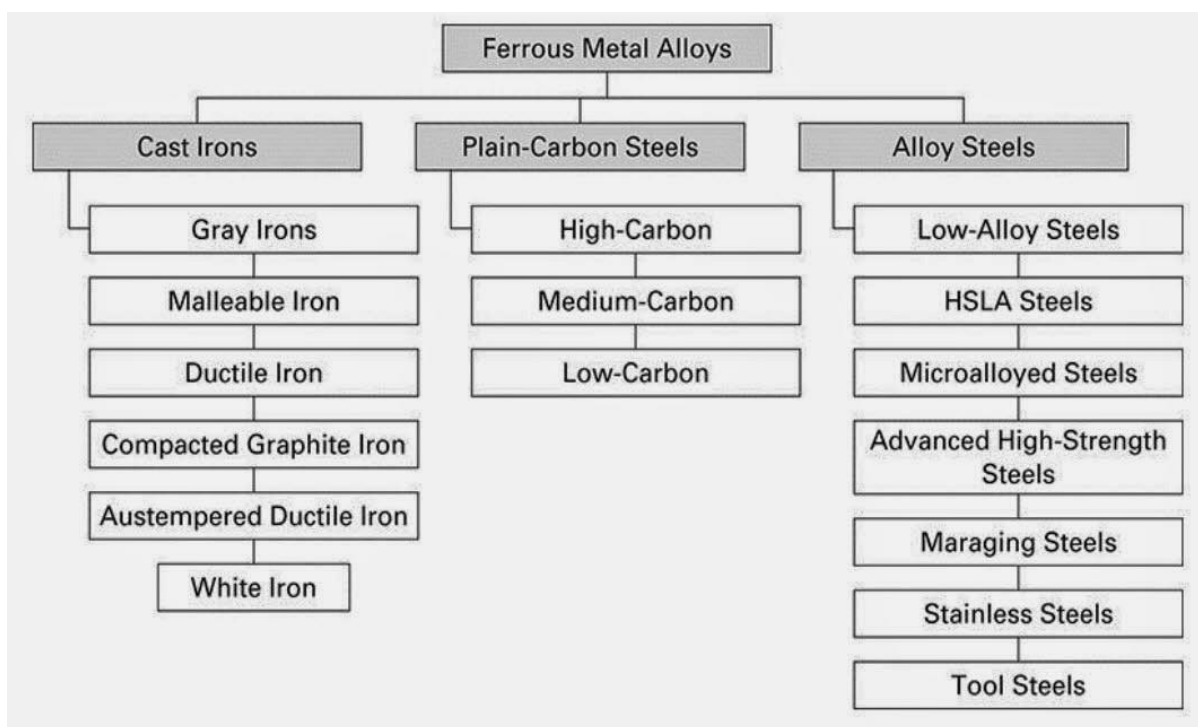 Ferrous Metal Alloys
Cast Irons
Gray Irons
Malleable Iron
Ductile Iron
Compacted Graphite Iron
Austempered Ductile Iron
White Iron
Plain-Carbon Steels
High-Carbon
Medium-Carbon
Low-Carbon
Alloy Steels
Low-Alloy Steels
HSLA Steels
Microalloyed Steels
Advanced High-Strength
Steels
Maraging Steels
Stainless Steels
Tool Steels